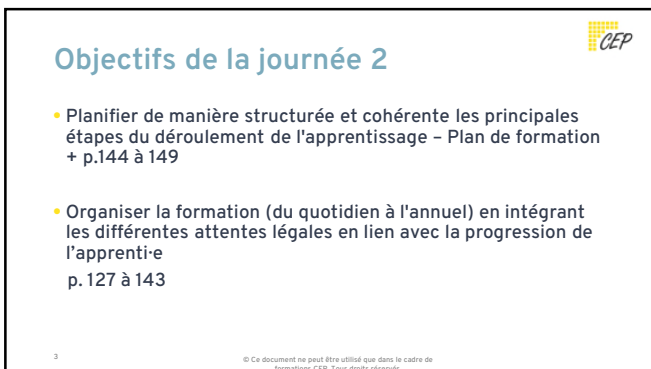 CEP
Objectifs de la journée 2
• Planifier de manière structurée et cohérente les principales
étapes du déroulement de l'apprentissage – Plan de formation
+ p.144 à 149
• Organiser la formation (du quotidien à l'annuel) en intégrant
les différentes attentes légales en lien avec la progression de
l'apprenti·e
p. 127 à 143
3
© Ce document ne peut être utilisé que dans le cadre de
formations CEP. Tous droits réservés